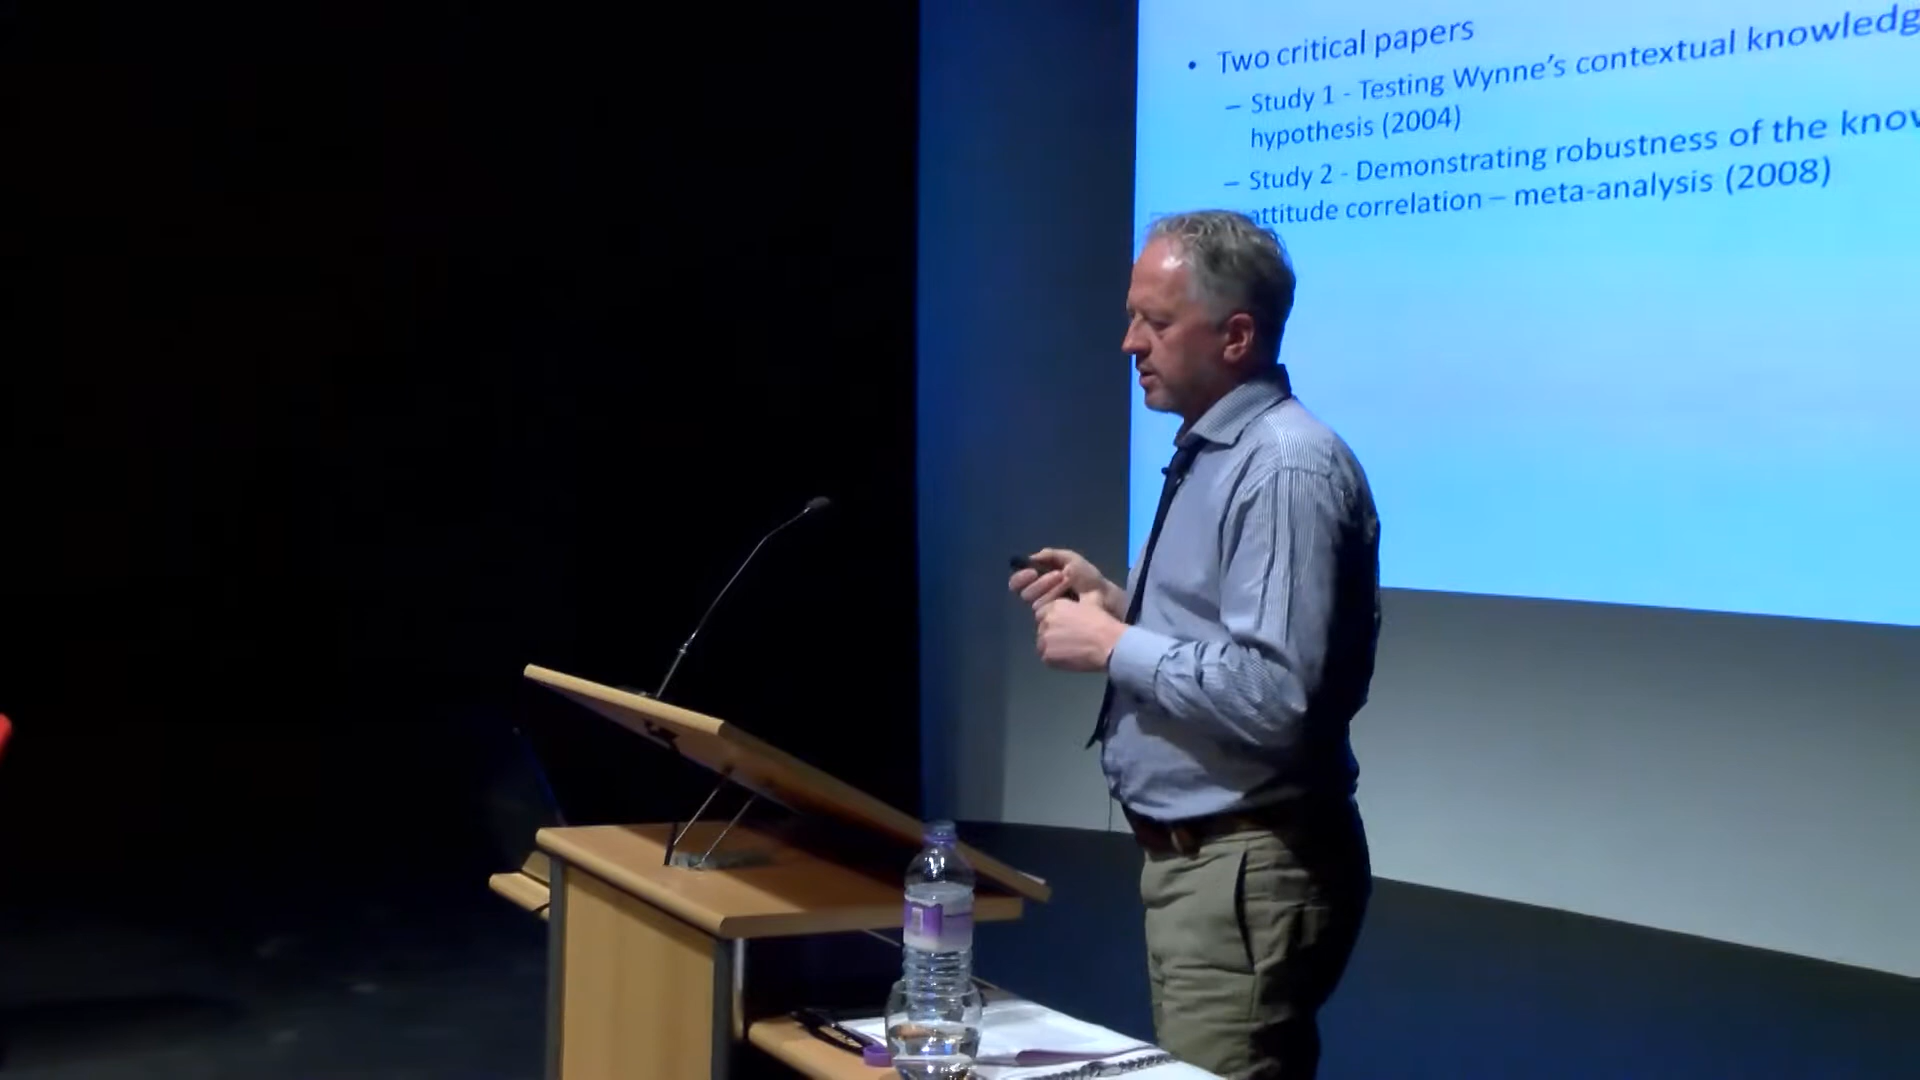 • Two critical papers
– Study 1 - Testing Wynne’s contextual
hypothesis (2004)
– Study 2 - Demonstrating robustness of the
attitude correlation – meta-analysis (2008)